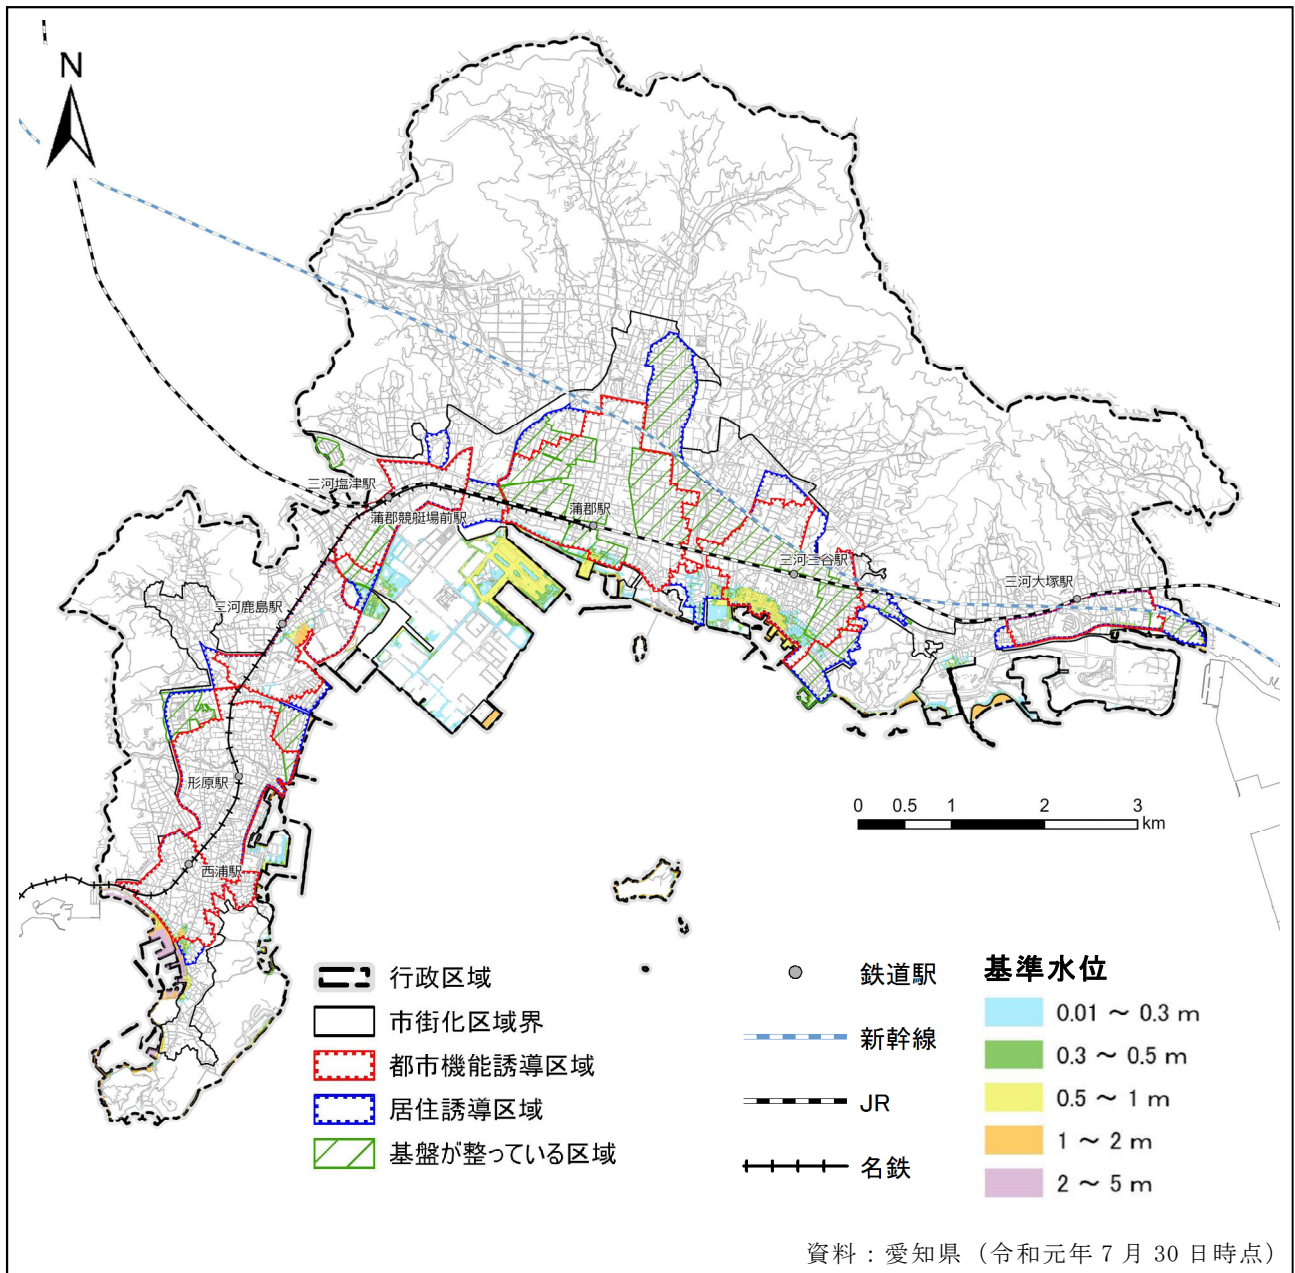 N
三河塩津駅
蒲郡競艇場前駅
蒲郡駅
三河三谷駅
三河大塚駅
三河鹿島駅
形原駅
西浦駅
0 0.5 1 2 3
km
行政区域
市街化区域界
都市機能誘導区域
居住誘導区域
基盤が整っている区域
鉄道駅
新幹線
JR
名鉄
基準水位
0.01 ～ 0.3 m
0.3 ～ 0.5 m
0.5 ～ 1 m
1 ～ 2 m
2 ～ 5 m
資料：愛知県（令和元年 7 月 30 日時点）